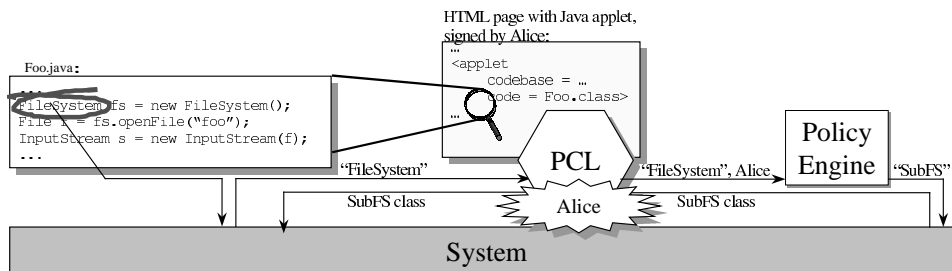 HTML page with Java applet,
signed by Alice:
...
<applet
codebase = ...
code = Foo.class>
...
Foo.java:
...
FileSystem fs = new FileSystem();
File f = fs.openFile("foo");
InputStream s = new InputStream(f);
...
PCL
Alice
Policy
Engine
"FileSystem"
"FileSystem", Alice
"SubFS"
SubFS class
SubFS class
System